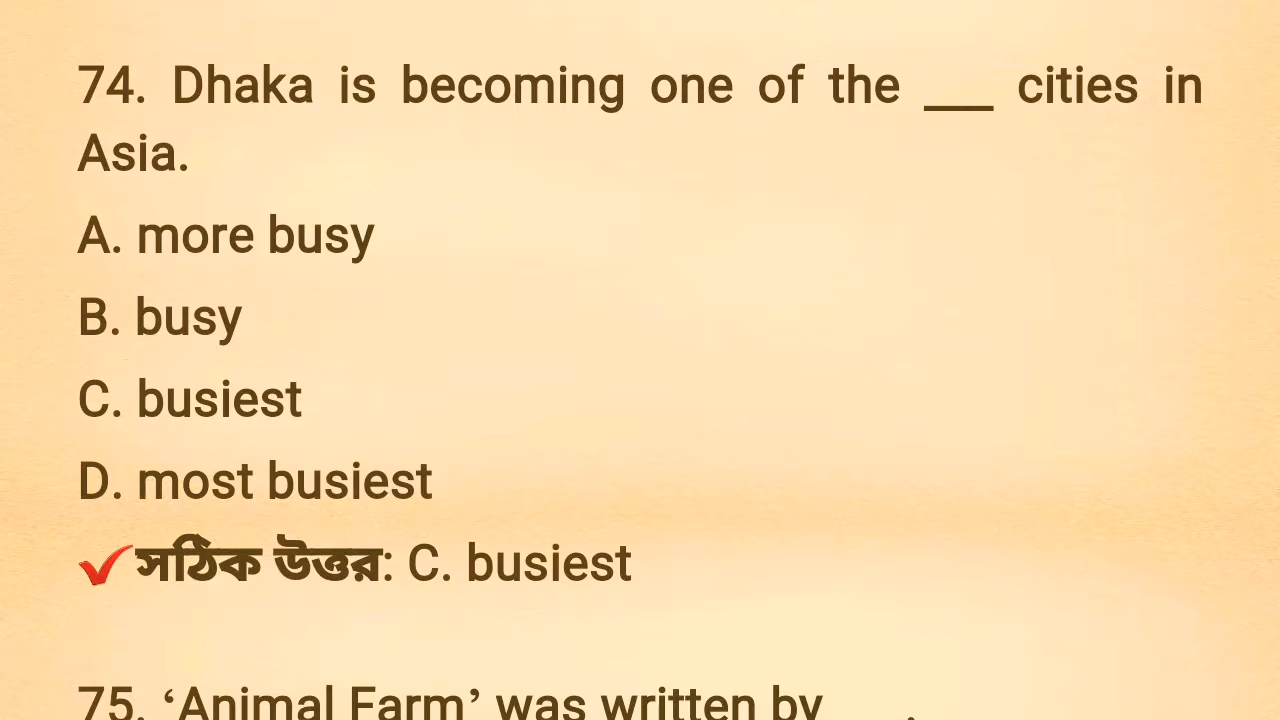 74. Dhaka is becoming one of the ___ cities in
Asia.
A. more busy
B. busy
C. busiest
D. most busiest
✓সঠিক উত্তর: C. busiest
75. ‘Animal Farm’ was written by ___.